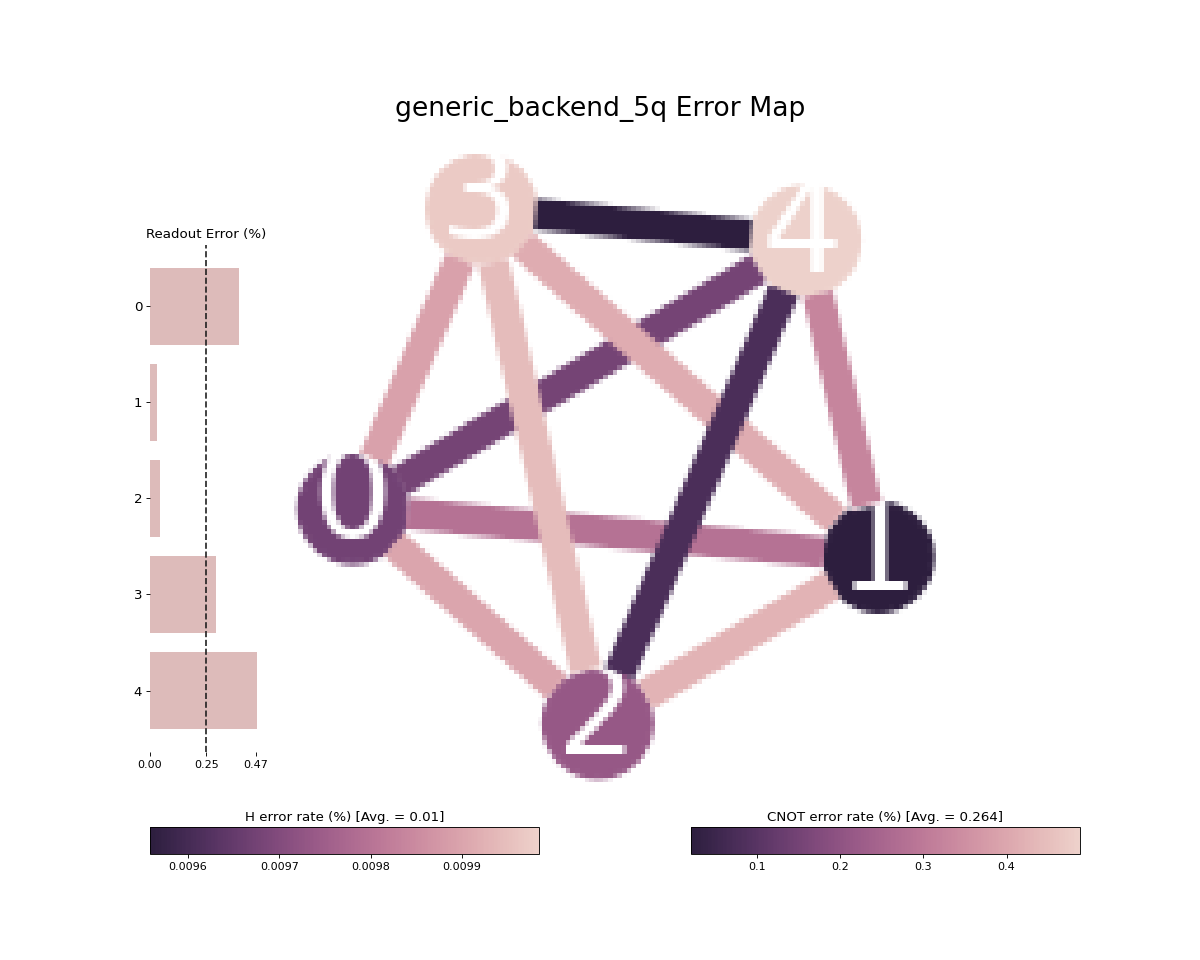 generic_backend_5q Error Map
3
4
Readout Error (%)
0
1
2
3
4
0.00 0.25 0.47
0
1
2
H error rate (%) [Avg. = 0.01]
0.0096 0.0097 0.0098 0.0099
CNOT error rate (%) [Avg. = 0.264]
0.1 0.2 0.3 0.4